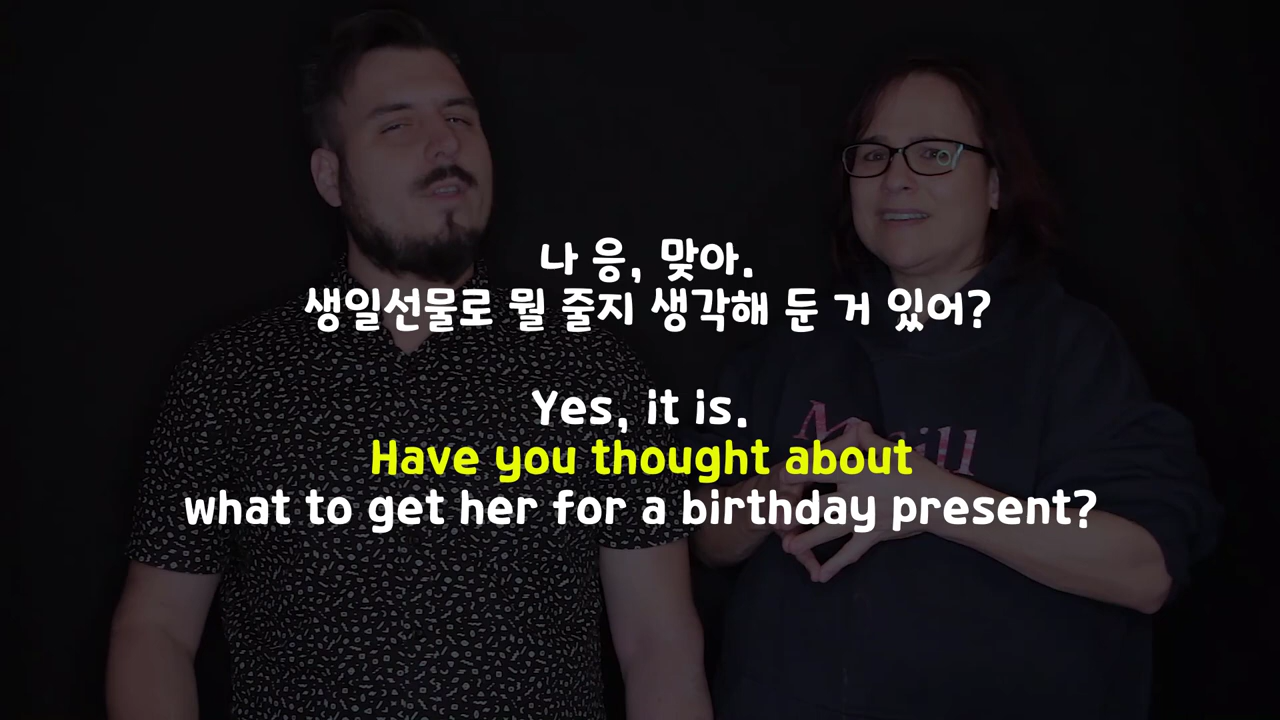 나 응, 맞아.
생일선물로 뭘 줄지 생각해 둔 거 있어?
Yes, it is.
Have you thought about
what to get her for a birthday present?